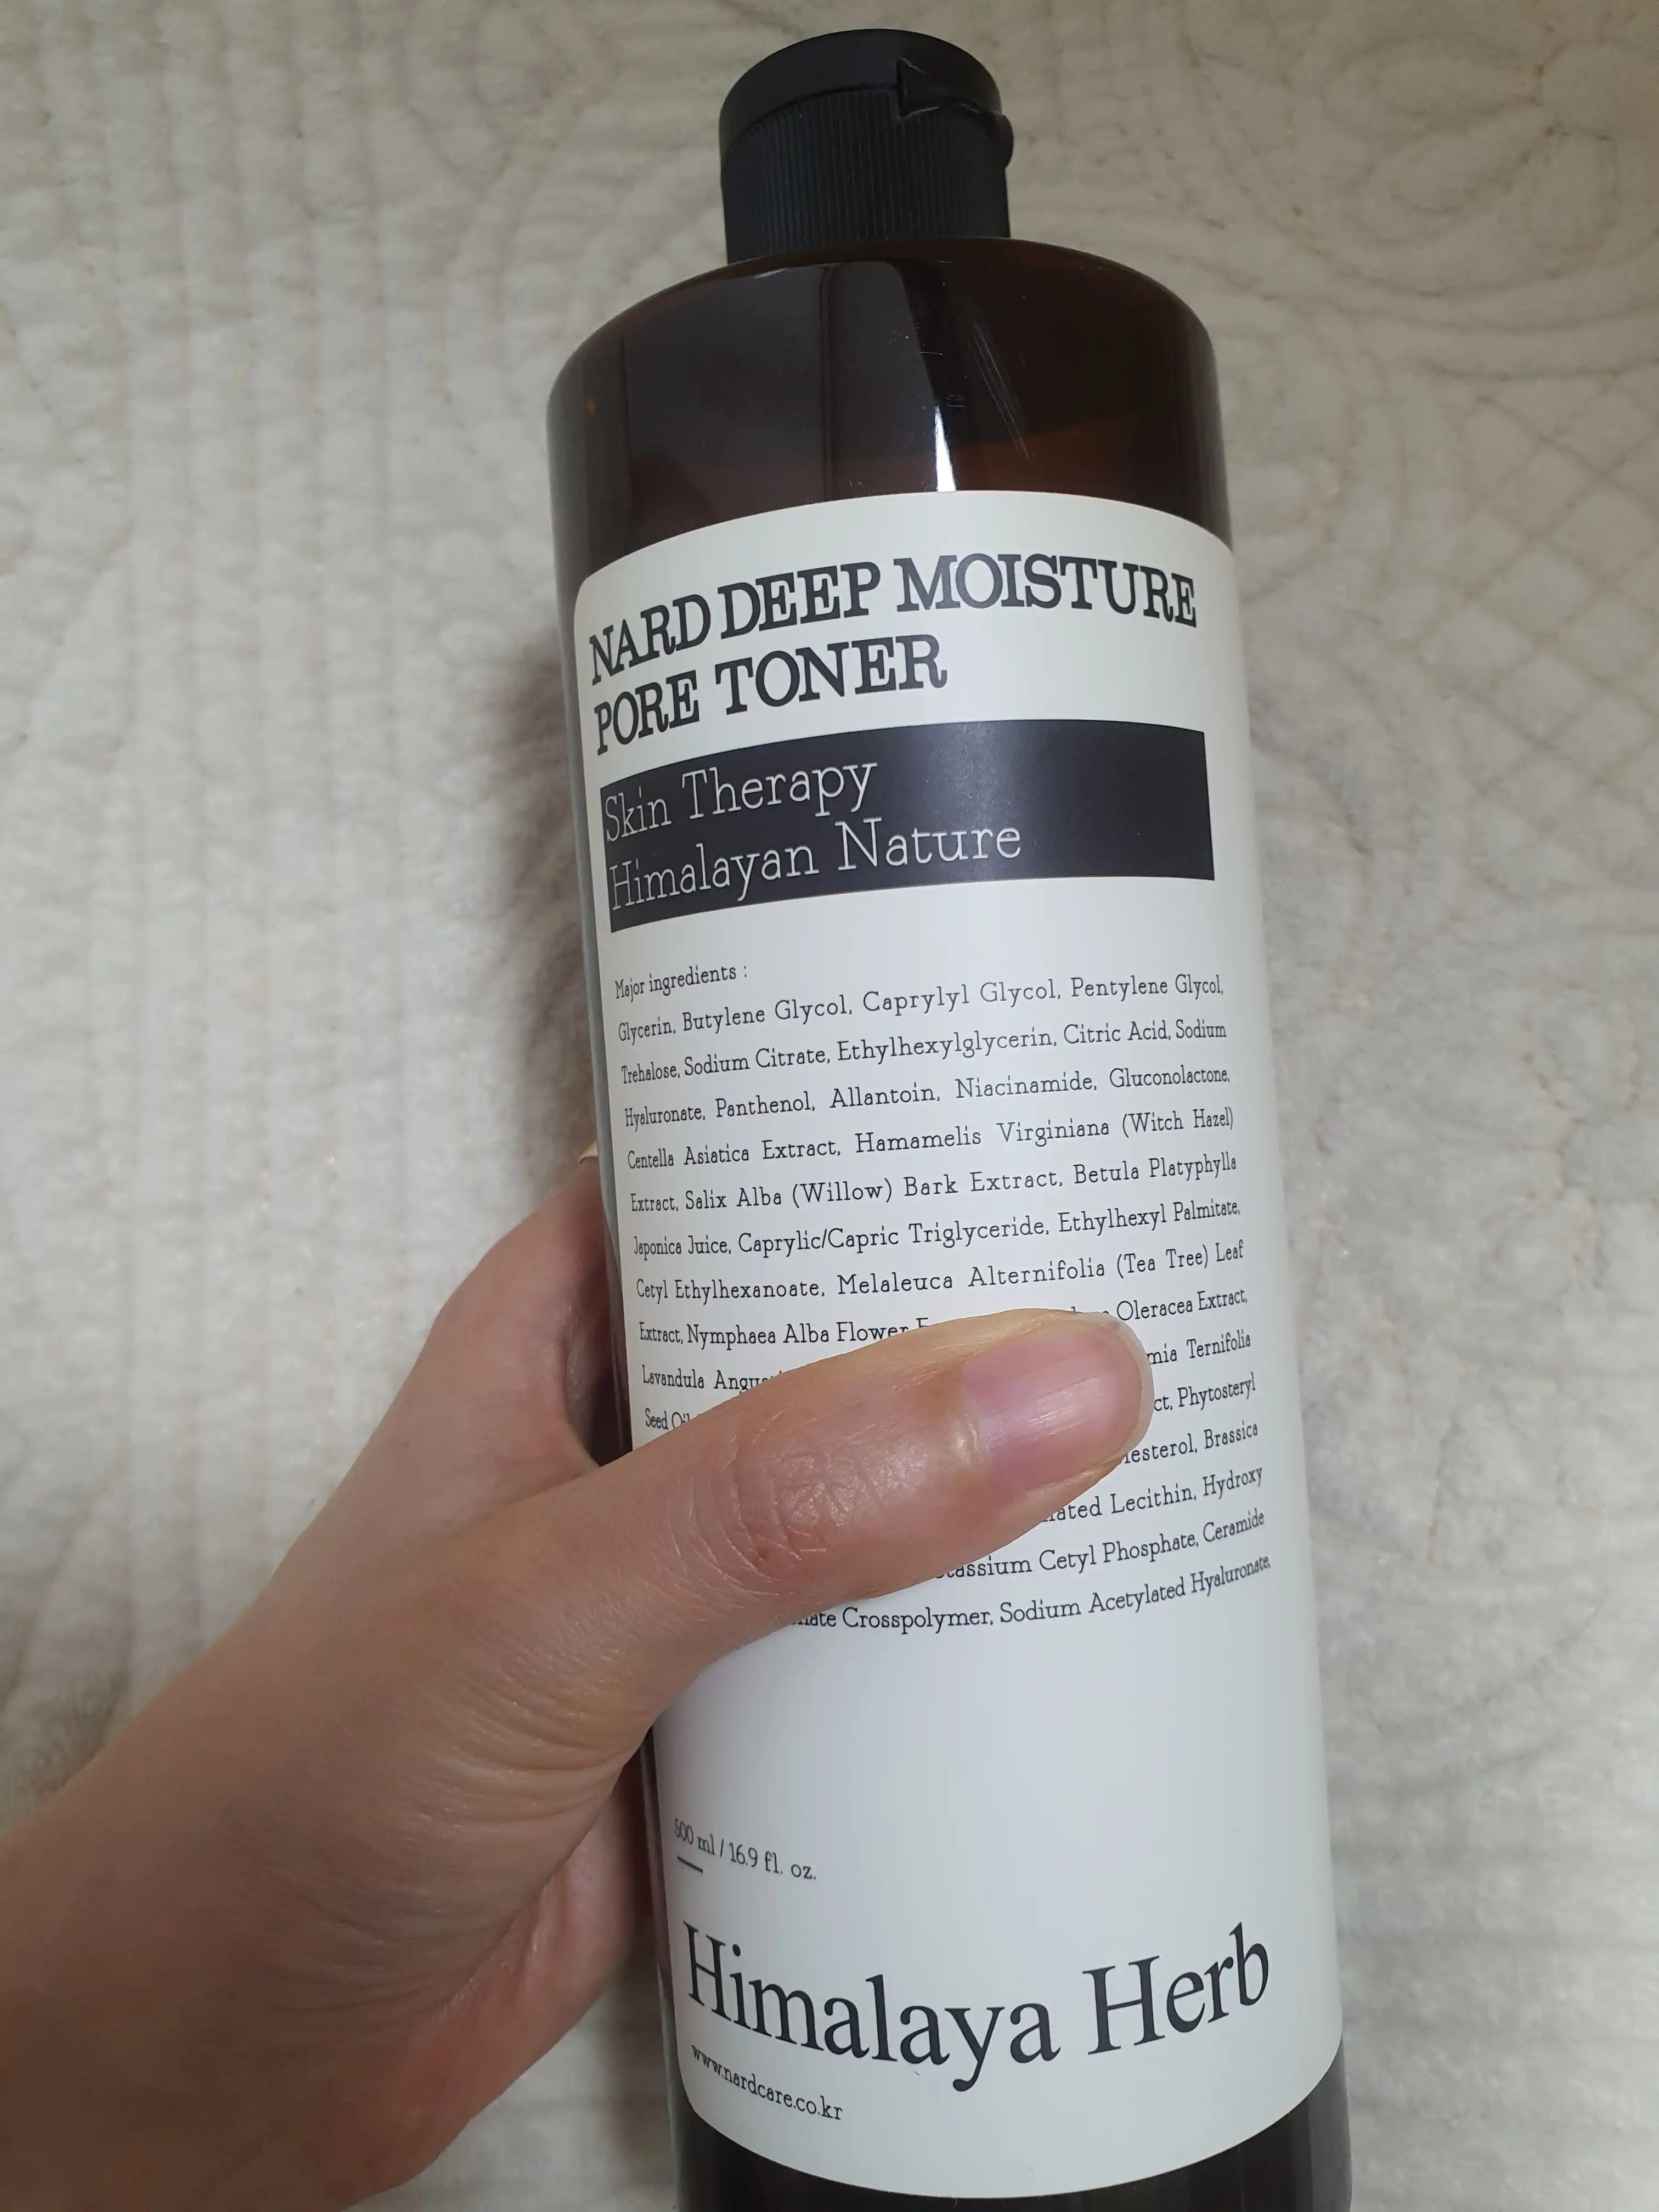 NARD DEEP MOISTURE
PORE TONER
Skin Therapy
Himalayan Nature
Major ingredients :
Glycerin, Butylene Glycol, Caprylyl Glycol, Pentylene Glycol,
Trehalose, Sodium Citrate, Ethylhexylglycerin, Citric Acid, Sodium
Hyaluronate, Panthenol, Allantoin, Niacinamide, Gluconolactone,
Centella Asiatica Extract, Hamamelis Virginiana (Witch Hazel)
Extract, Salix Alba (Willow) Bark Extract, Betula Platyphylla
Japonica Juice, Caprylic/Capric Triglyceride, Ethylhexyl Palmitate,
Cetyl Ethylhexanoate, Melaleuca Alternifolia (Tea Tree) Leaf
Extract, Nymphaea Alba Flower Oleracea Extract,
Lavandula Ternifolia
Seed Phytosteryl
Brassica
Lecithin, Hydroxy
Cetyl Phosphate, Ceramide
Crosspolymer, Sodium Acetylated Hyaluronate,
500 ml / 16.9 fl. oz.
Himalaya Herb
www.nardcare.co.kr